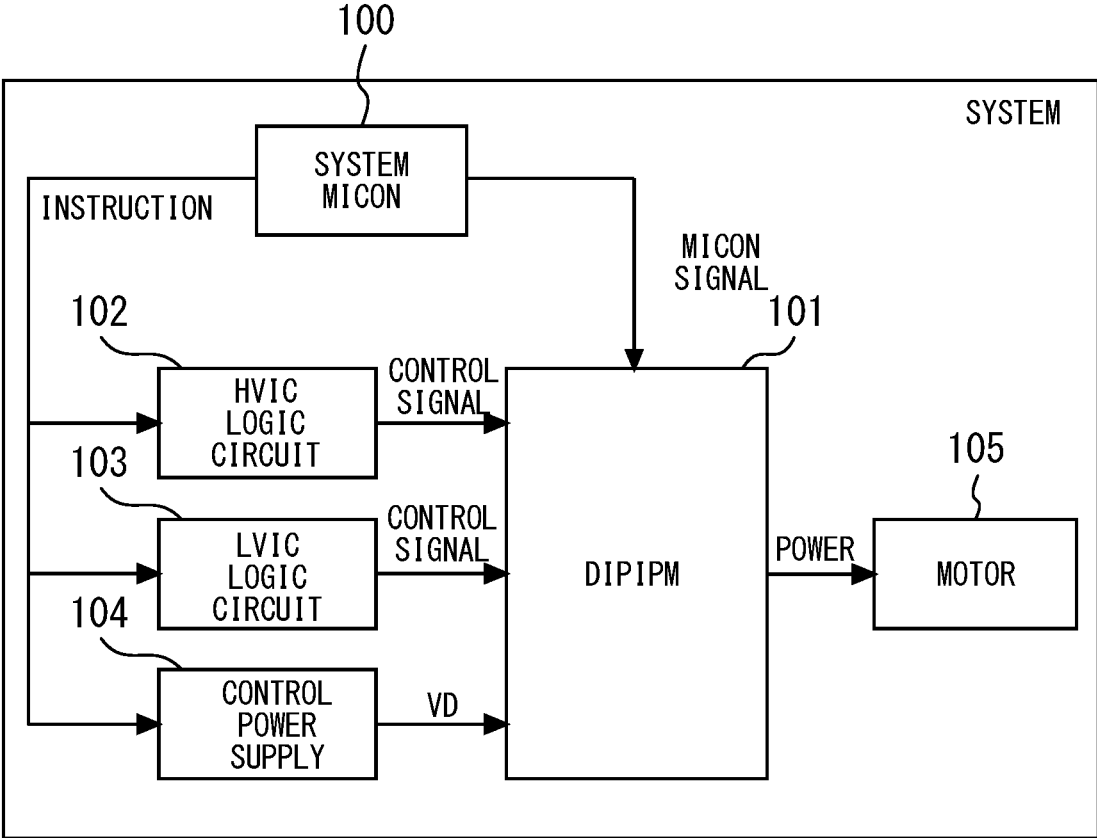 100
SYSTEM
SYSTEM
MICON
INSTRUCTION
MICON
SIGNAL
102
101
HVIC
LOGIC
CIRCUIT
CONTROL
SIGNAL
103
LVIC
LOGIC
CIRCUIT
CONTROL
SIGNAL
DIPIPM
POWER
105
MOTOR
104
CONTROL
POWER
SUPPLY
VD